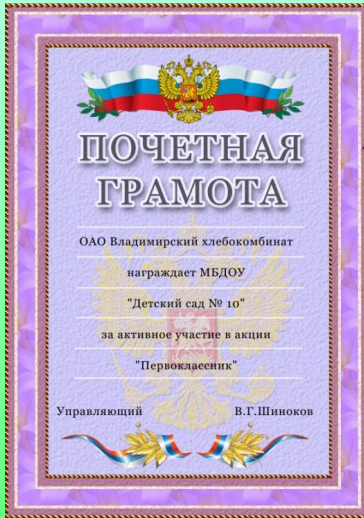 ПОЧЕТНАЯ
ГРАМОТА
ОАО Владимирский хлебокомбинат
награждает МБДОУ
"Детский сад № 10"
за активное участие в акции
"Первоклассник"
Управляющий В.Г.Шиноков